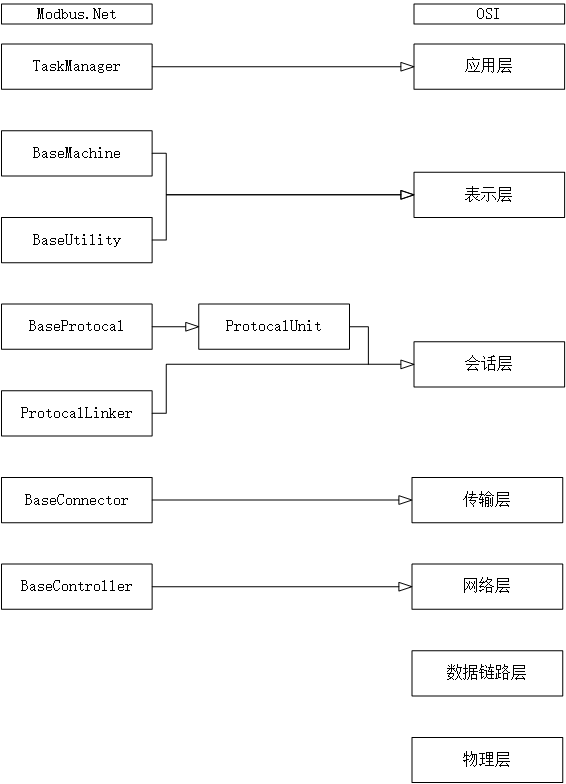 Modbus.Net
OSI
TaskManager
应用层
BaseMachine
表示层
BaseUtility
BaseProtocal
ProtocalUnit
会话层
ProtocalLinker
BaseConnector
传输层
BaseController
网络层
数据链路层
物理层